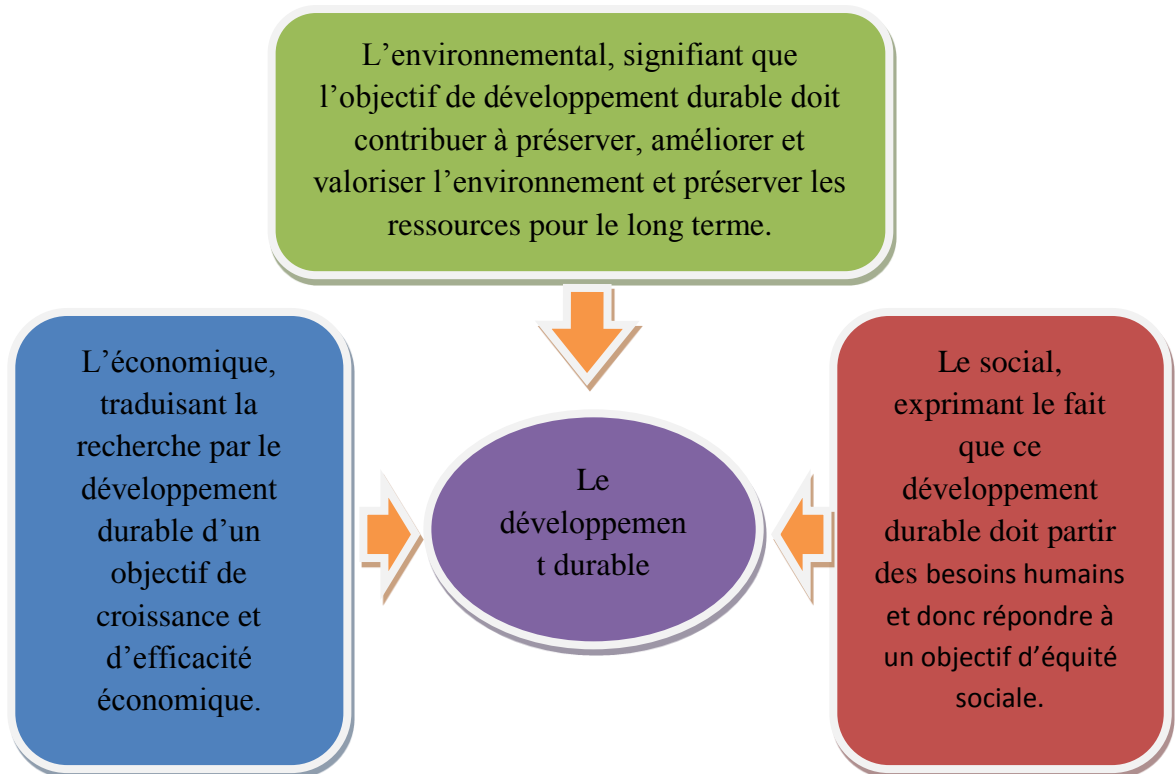 L’environnemental, signifiant que
l’objectif de développement durable doit
contribuer à préserver, améliorer et
valoriser l’environnement et préserver les
ressources pour le long terme.
L’économique,
traduisant la
recherche par le
développement
durable d’un
objectif de
croissance et
d’efficacité
économique.
Le
développemen
t durable
Le social,
exprimant le fait
que ce
développement
durable doit partir
des besoins humains
et donc répondre à
un objectif d’équité
sociale.